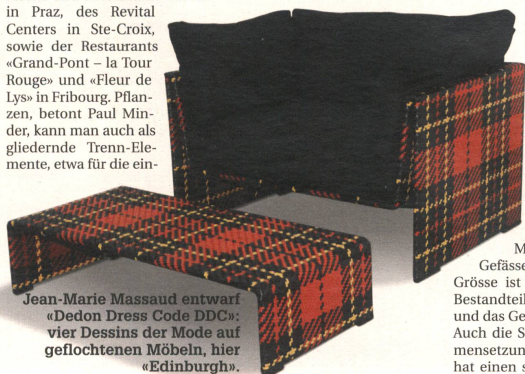 in Praz, des Revital
Centers in Ste-Croix,
sowie der Restaurants
«Grand-Pont – la Tour
Rouge» und «Fleur de
Lys» in Fribourg. Pflan-
zen, betont Paul Min-
der, kann man auch als
gliedernde Trenn-Ele-
mente, etwa für die ein-
Jean-Marie Massaud entwarf
«Dedon Dress Code DDC»:
vier Dessins der Mode auf
geflochtenen Möbeln, hier
«Edinburgh».
M
Gefässe
Grösse ist
Bestandteil
und das Ge
Auch die S
mensetzun
hat einen s